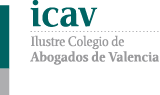 icav
Ilustre Colegio de
Abogados de Valencia